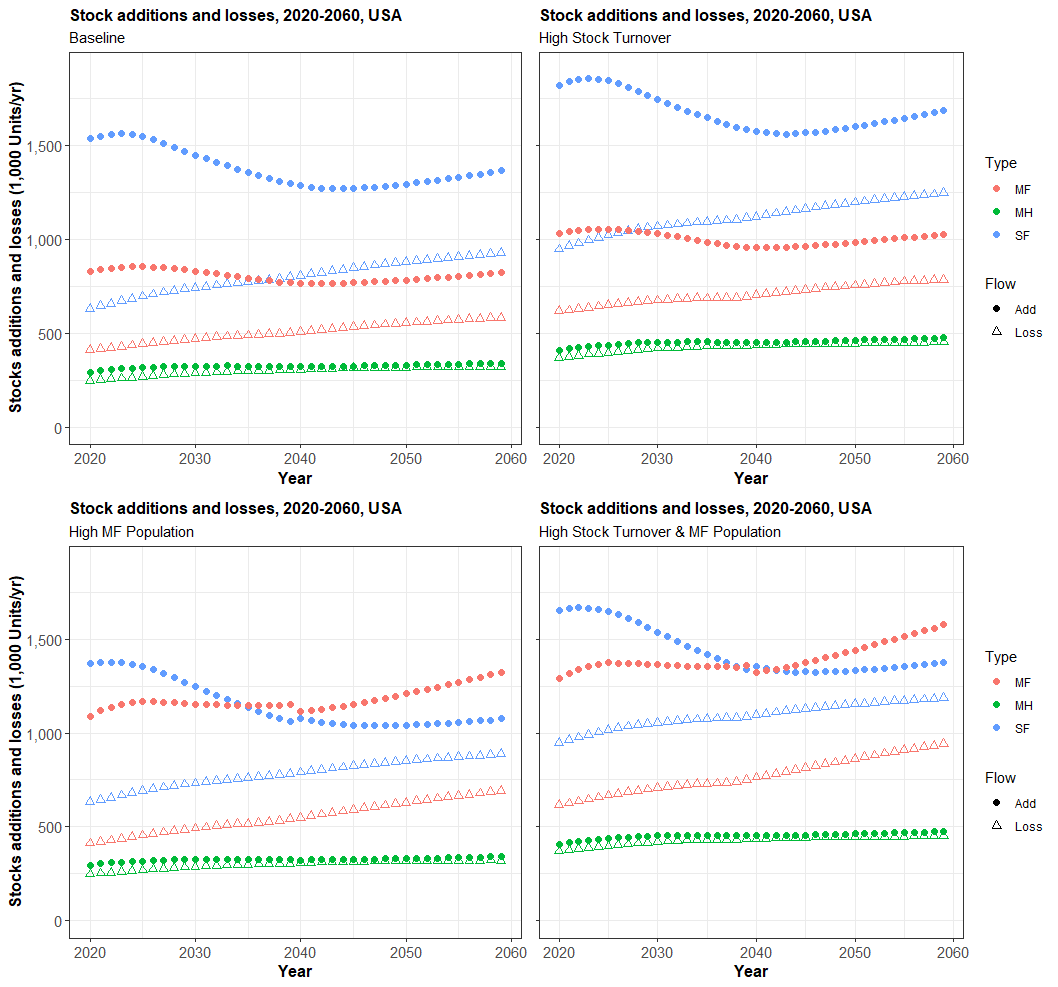 Stock additions and losses, 2020-2060, USA
Baseline
Stocks additions and losses (1,000 Units/yr)
1,500
1,000
500
0
2020 2030 2040 2050 2060
Year
Stock additions and losses, 2020-2060, USA
High Stock Turnover
2020 2030 2040 2050 2060
Year
Type
MF
MH
SF
Flow
Add
Loss
Stock additions and losses, 2020-2060, USA
High MF Population
Stocks additions and losses (1,000 Units/yr)
1,500
1,000
500
0
2020 2030 2040 2050 2060
Year
Stock additions and losses, 2020-2060, USA
High Stock Turnover & MF Population
2020 2030 2040 2050 2060
Year
Type
MF
MH
SF
Flow
Add
Loss